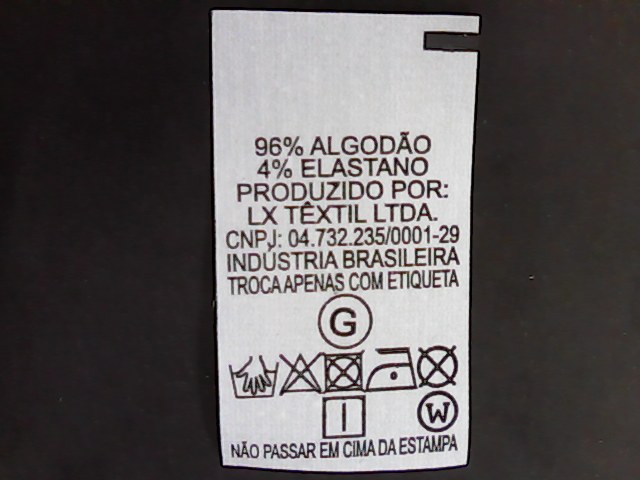 96% ALGODÃO
4% ELASTANO
PRODUZIDO POR:
LX TÊXTIL LTDA.
CNPJ: 04.732.235/0001-29
INDÚSTRIA BRASILEIRA
TROCA APENAS COM ETIQUETA
G
W
NÃO PASSAR EM CIMA DA ESTAMPA